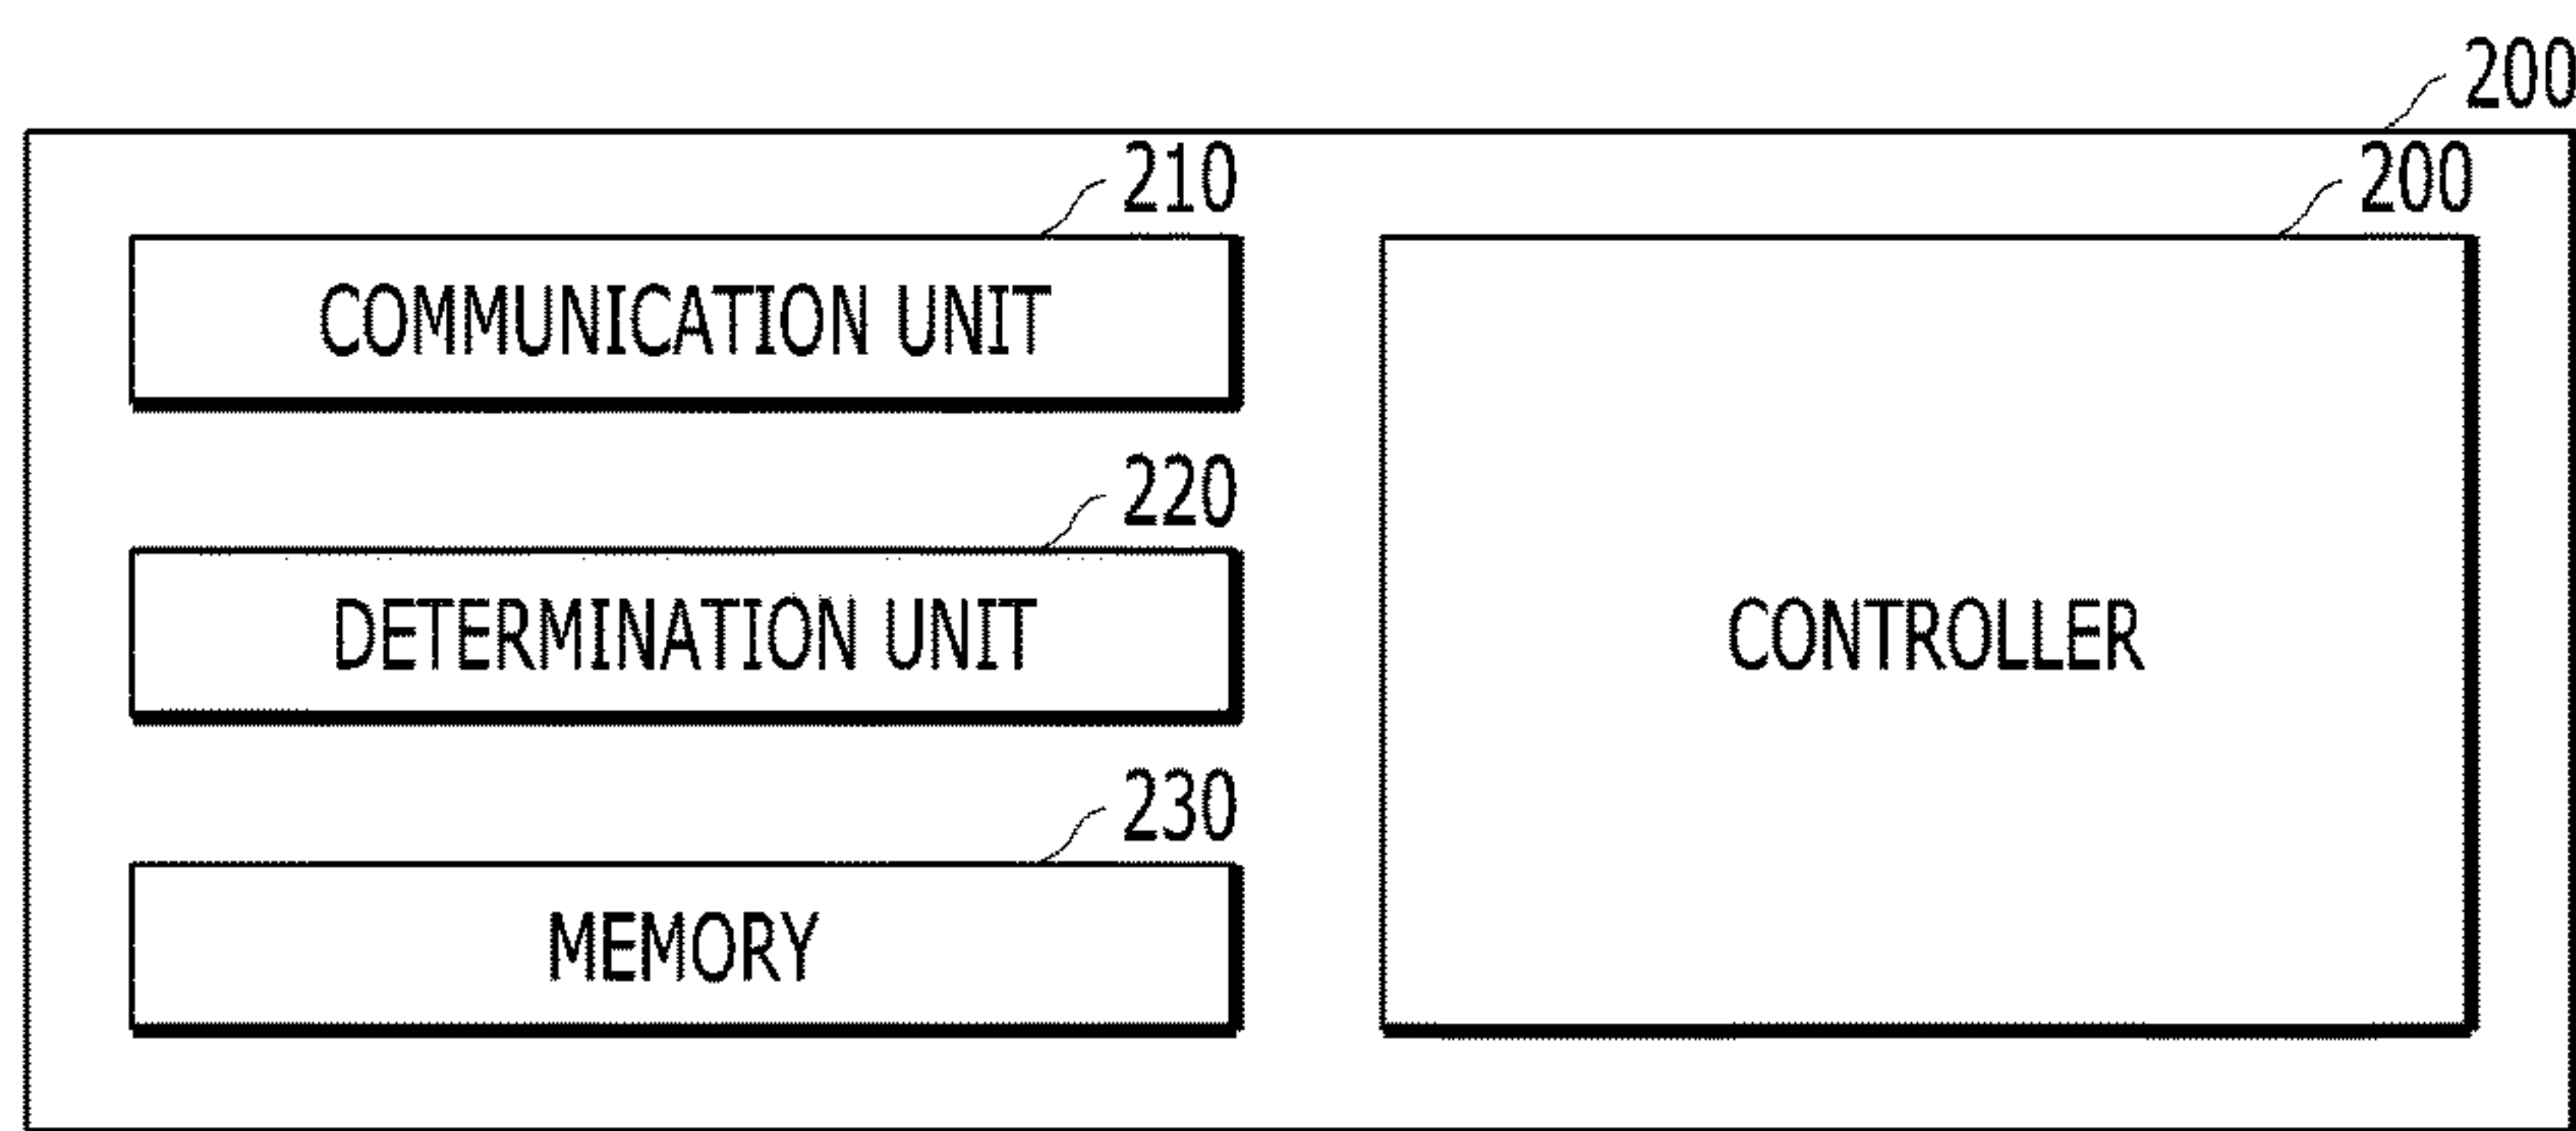 200
210
200
COMMUNICATION UNIT
220
DETERMINATION UNIT
CONTROLLER
230
MEMORY